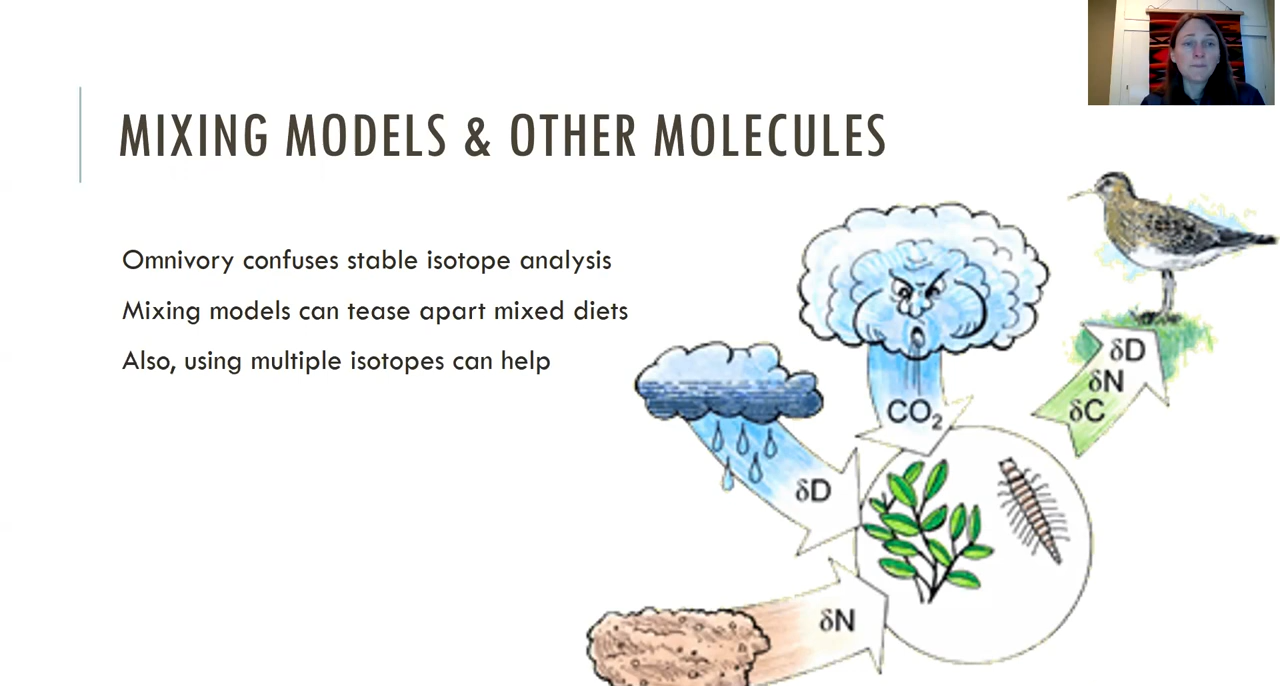 MIXING MODELS & OTHER MOLECULES
Omnivory confuses stable isotope analysis
Mixing models can tease apart mixed diets
Also, using multiple isotopes can help
CO₂
δD
δN
δC
δD
δN